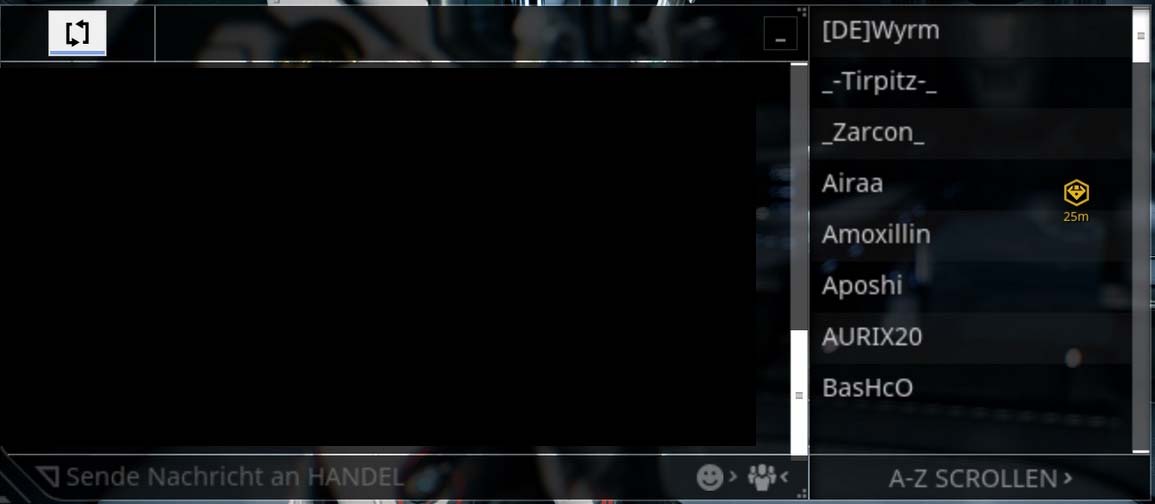 [DE]Wyrm
_-Tirpitz-_
_Zarcon_
Airaa
25m
Amoxillin
Aposhi
AURIX20
BasHcO
Sende Nachricht an HANDEL
A-Z SCROLLEN >